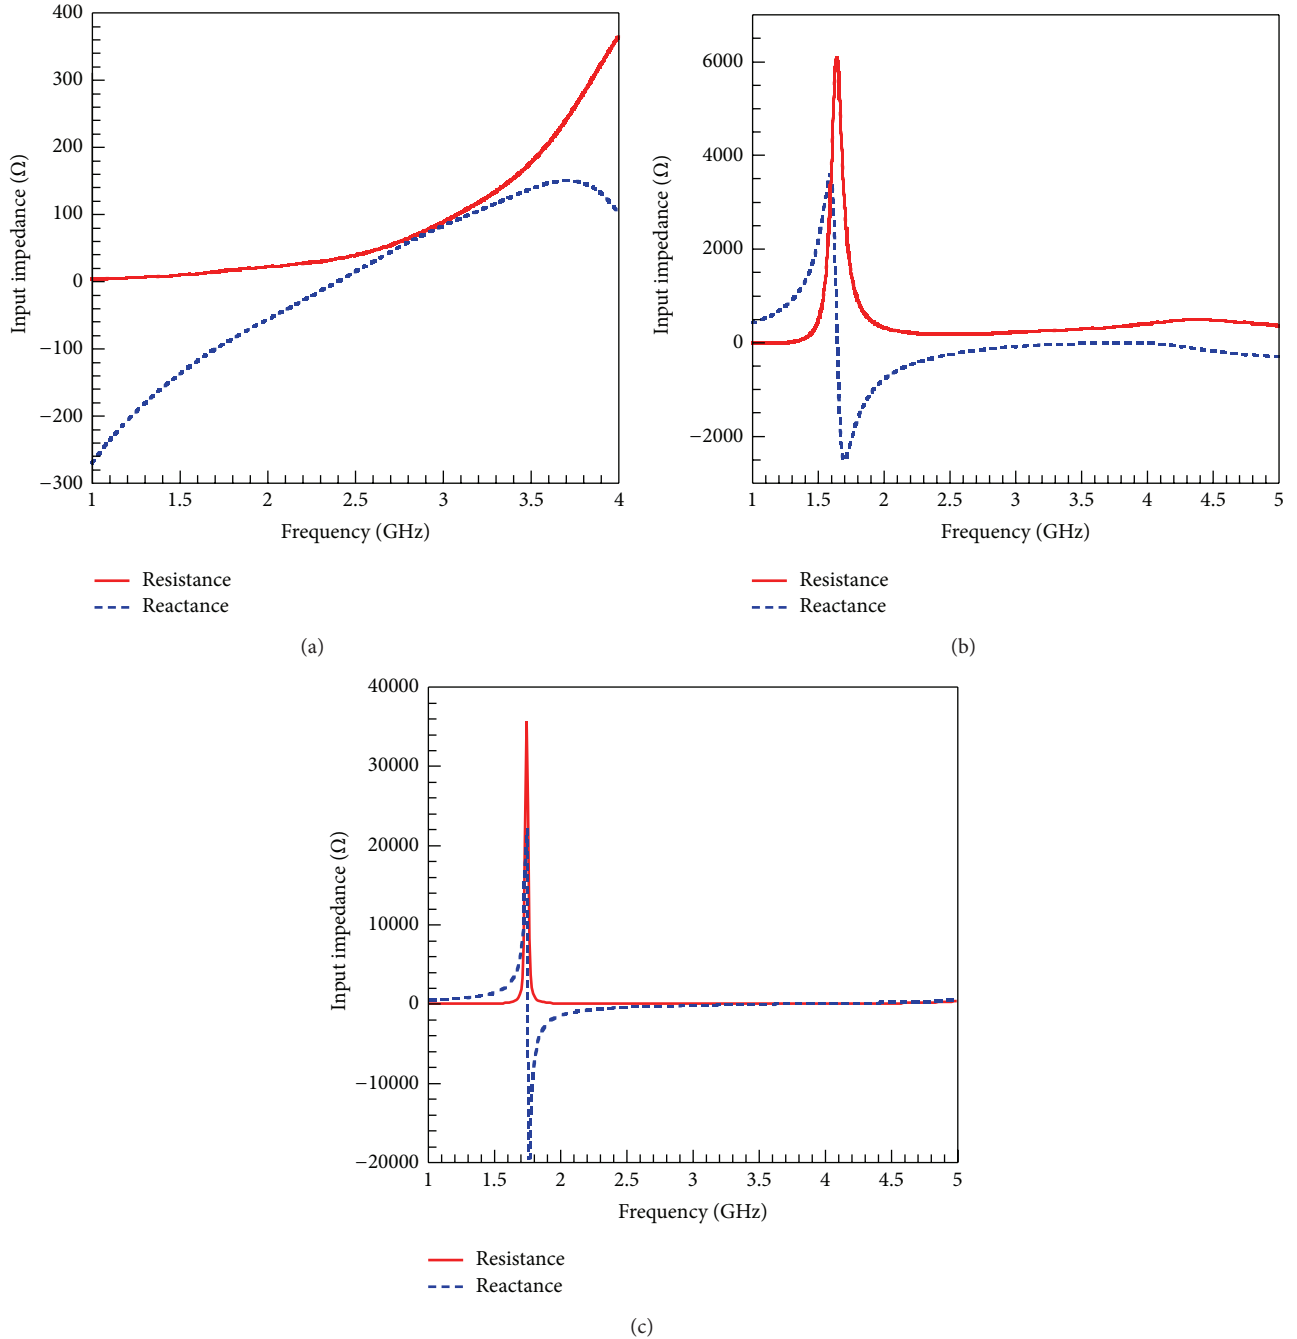 400
300
200
100
0
−100
−200
−300
Input impedance (Ω)
1 1.5 2 2.5 3 3.5 4
Frequency (GHz)
Resistance
Reactance
(a)
6000
4000
2000
0
−2000
Input impedance (Ω)
1 1.5 2 2.5 3 3.5 4 4.5 5
Frequency (GHz)
Resistance
Reactance
(b)
40000
30000
20000
10000
0
−10000
−20000
Input impedance (Ω)
1 1.5 2 2.5 3 3.5 4 4.5 5
Frequency (GHz)
Resistance
Reactance
(c)